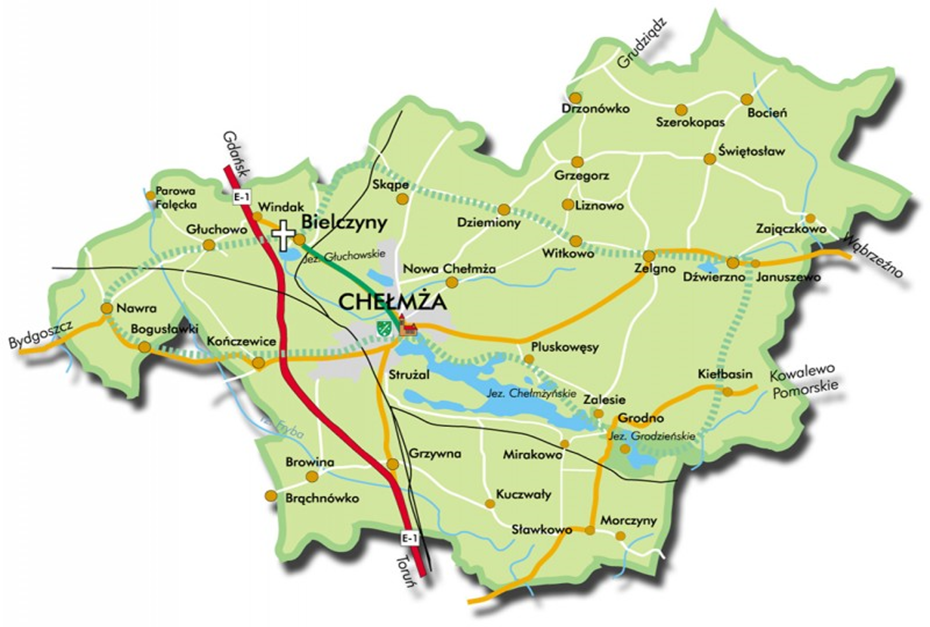 Grudziądz
Drzonówko
Szerokopas
Bocień
Gdańsk
Świętosław
Grzegorz
Skąpe
Parowa
Fałęcka
E-1
Windak
Liznowo
Bielczyny
Dziemiony
Głuchowo
Zajączkowo
Wąbrzeźno
Jez. Głuchowskie
Witkowo
Nowa Chełmża
Zelgno
Dźwierzno
Januszewo
CHEŁMŻA
Nawra
Bydgoszcz
Bogusławki
Kończewice
Pluskowęsy
Strużal
Kiełbasin
Kowalewo
Pomorskie
Jez. Chełmżyńskie
Zalesie
Grodno
Fryba
Jez. Grodzieńskie
Grzywna
Mirakowo
Browina
Brąchnówko
Kuczwały
Sławkowo
Morczyny
E-1
Toruń